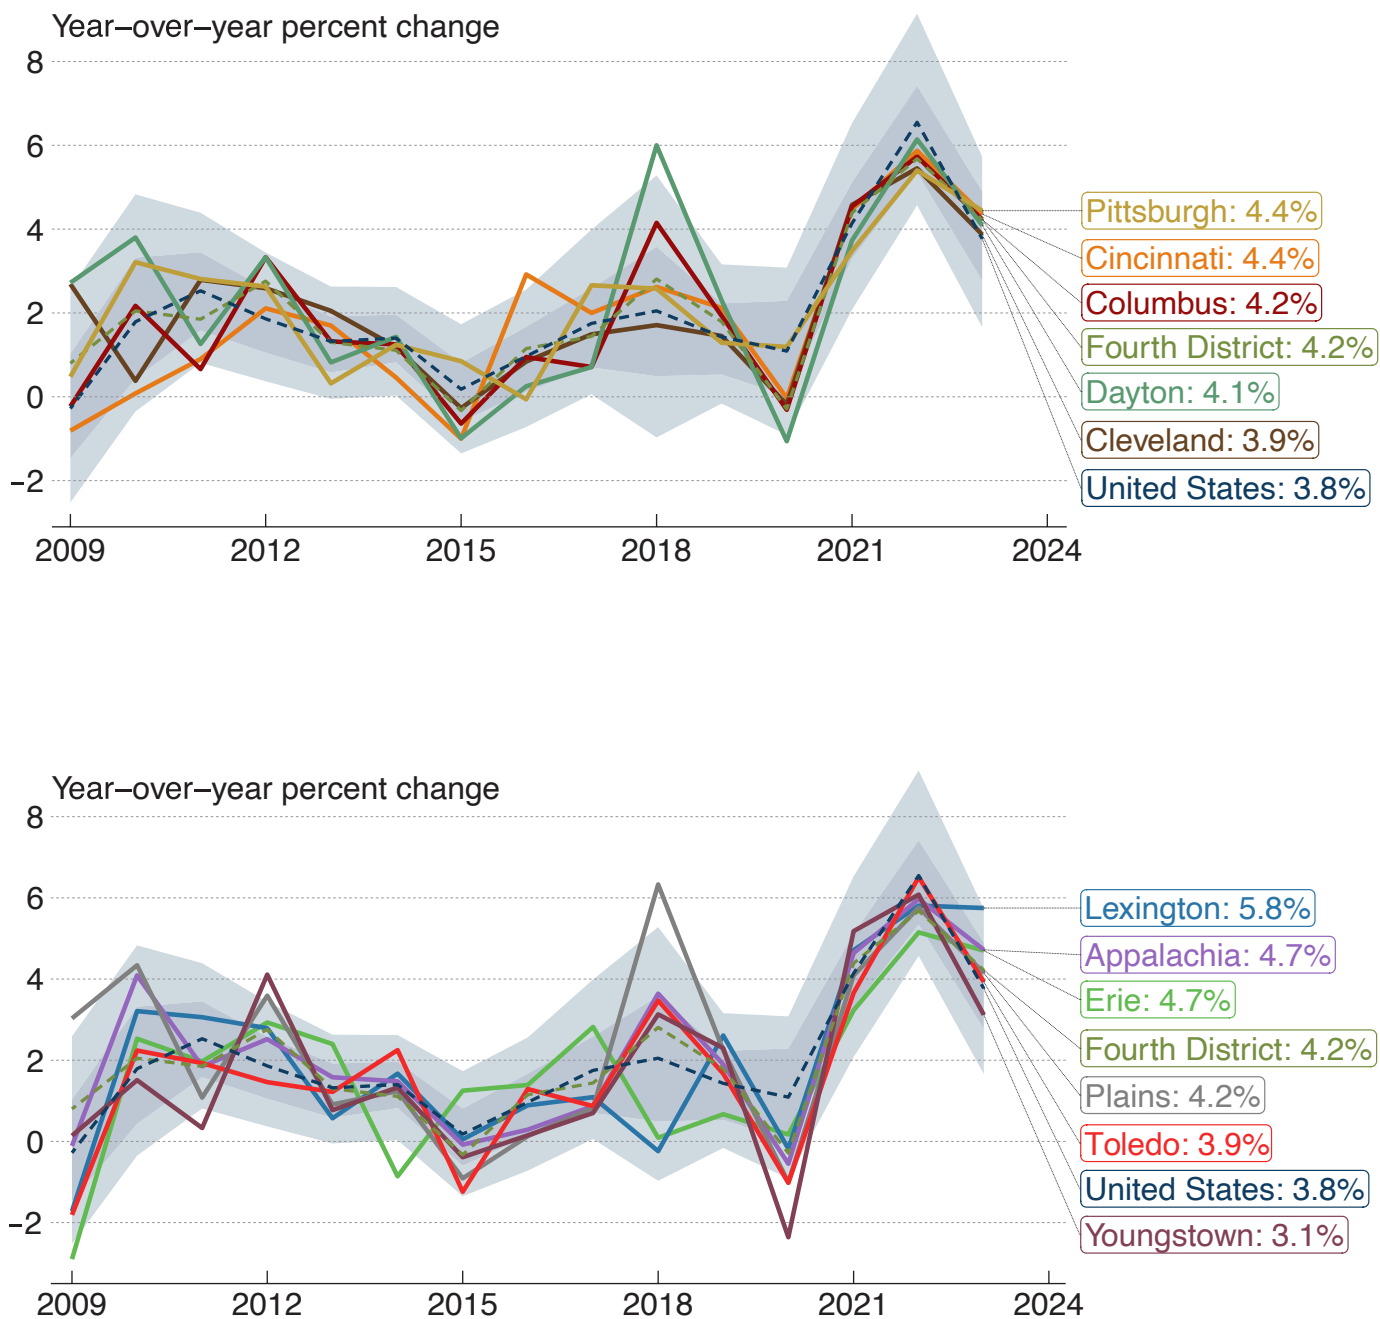 Year–over–year percent change
8
6
4
2
0
−2
2009 2012 2015 2018 2021 2024
Pittsburgh: 4.4%
Cincinnati: 4.4%
Columbus: 4.2%
Fourth District: 4.2%
Dayton: 4.1%
Cleveland: 3.9%
United States: 3.8%
Year–over–year percent change
8
6
4
2
0
−2
2009 2012 2015 2018 2021 2024
Lexington: 5.8%
Appalachia: 4.7%
Erie: 4.7%
Fourth District: 4.2%
Plains: 4.2%
Toledo: 3.9%
United States: 3.8%
Youngstown: 3.1%